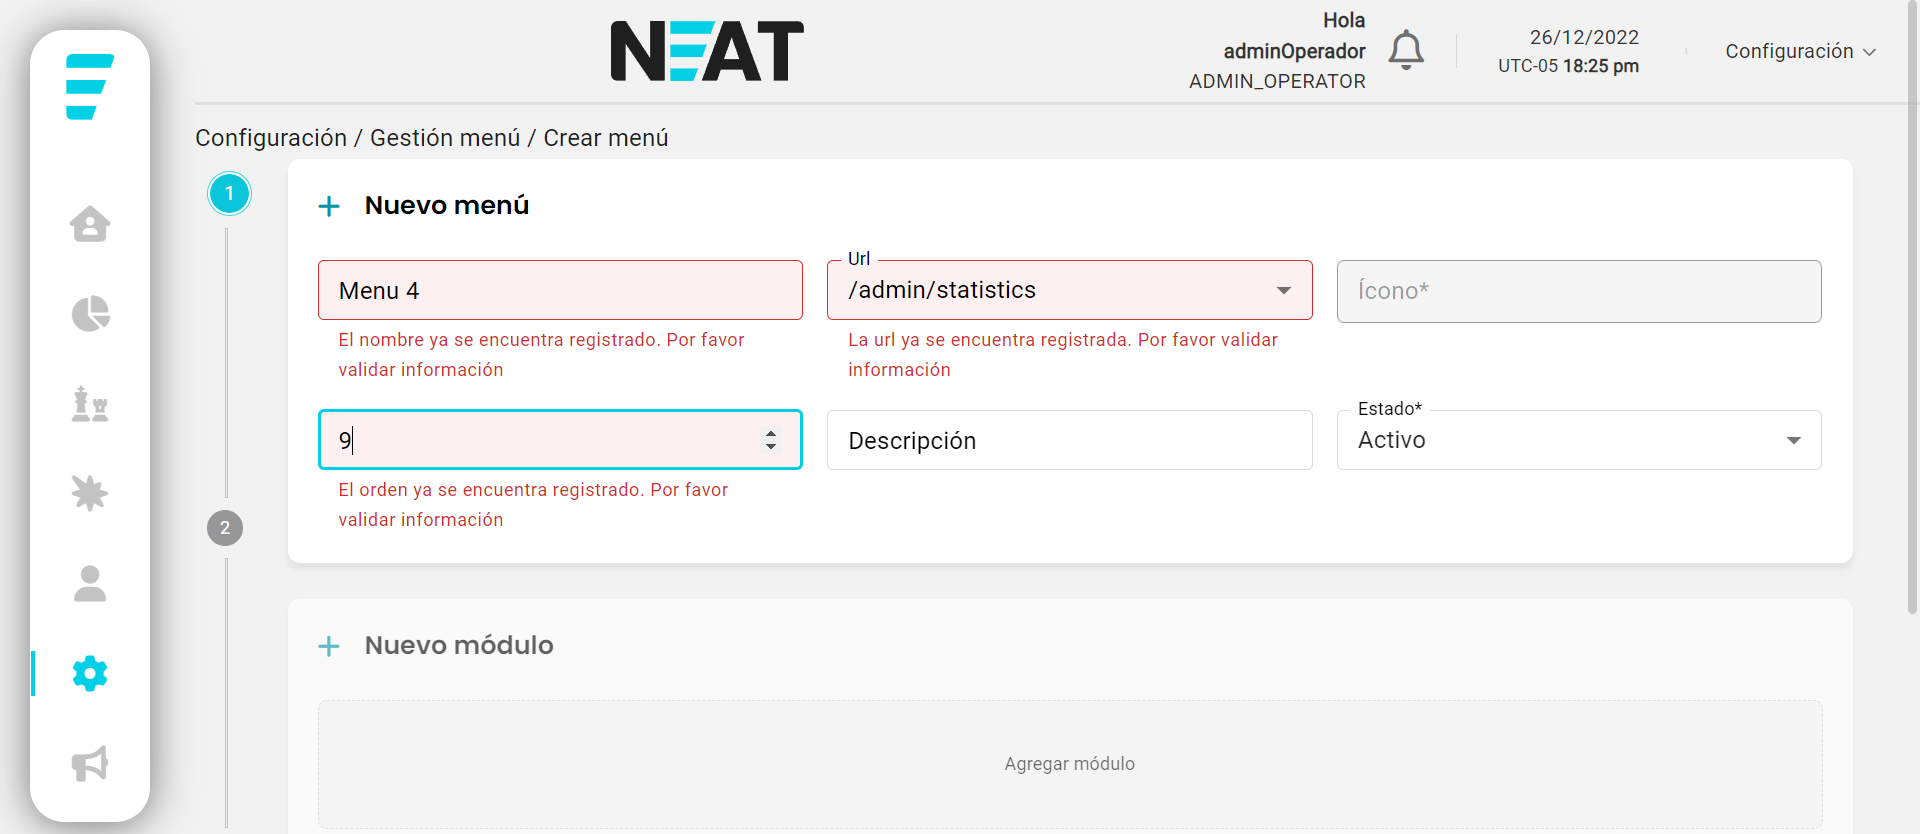 NEAT
Hola
adminOperador
ADMIN_OPERATOR
26/12/2022
UTC-05 18:25 pm
Configuración
Configuración / Gestión menú / Crear menú
1
Nuevo menú
Menu 4
El nombre ya se encuentra registrado. Por favor
validar información
Url
/admin/statistics
La url ya se encuentra registrada. Por favor validar
información
Ícono*
9
El orden ya se encuentra registrado. Por favor
validar información
Descripción
Estado*
Activo
2
Nuevo módulo
Agregar módulo